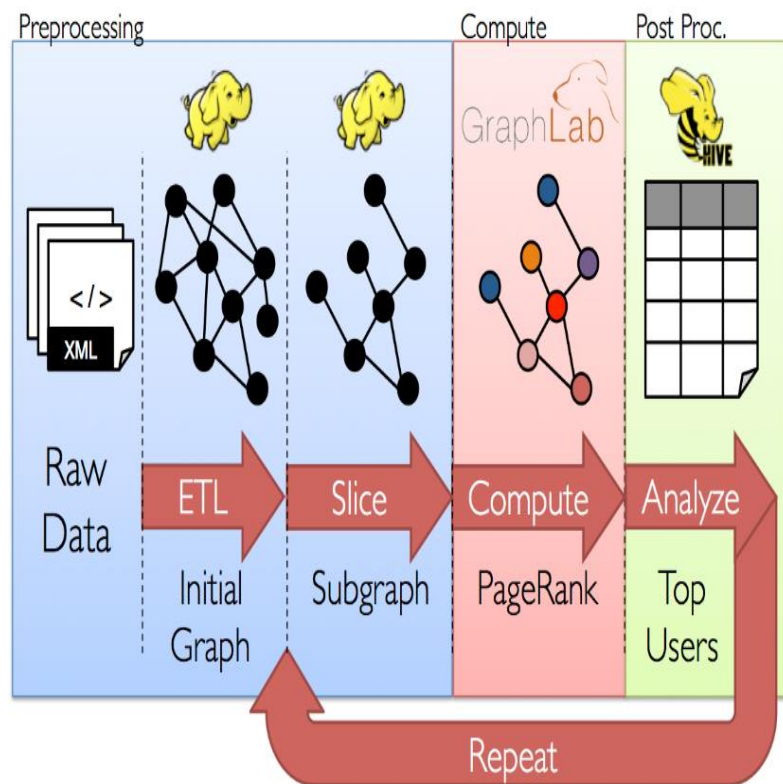 Preprocessing
Compute
Post Proc.
GraphLab
HIVE
</>
XML
Raw
Data
ETL
Slice
Compute
Analyze
Initial
Graph
Subgraph
PageRank
Top
Users
Repeat